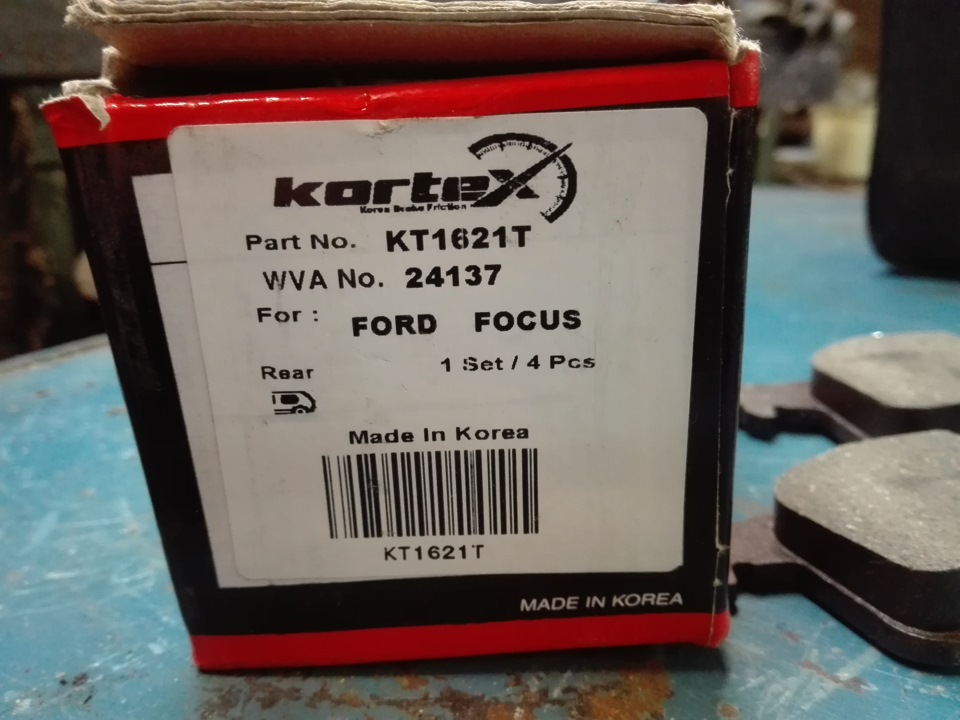 kortex
Korea Brake Friction
Part No. KT1621T
WVA No. 24137
For : FORD FOCUS
1 Set / 4 Pcs
Rear
Made In Korea
KT1621T
MADE IN KOREA